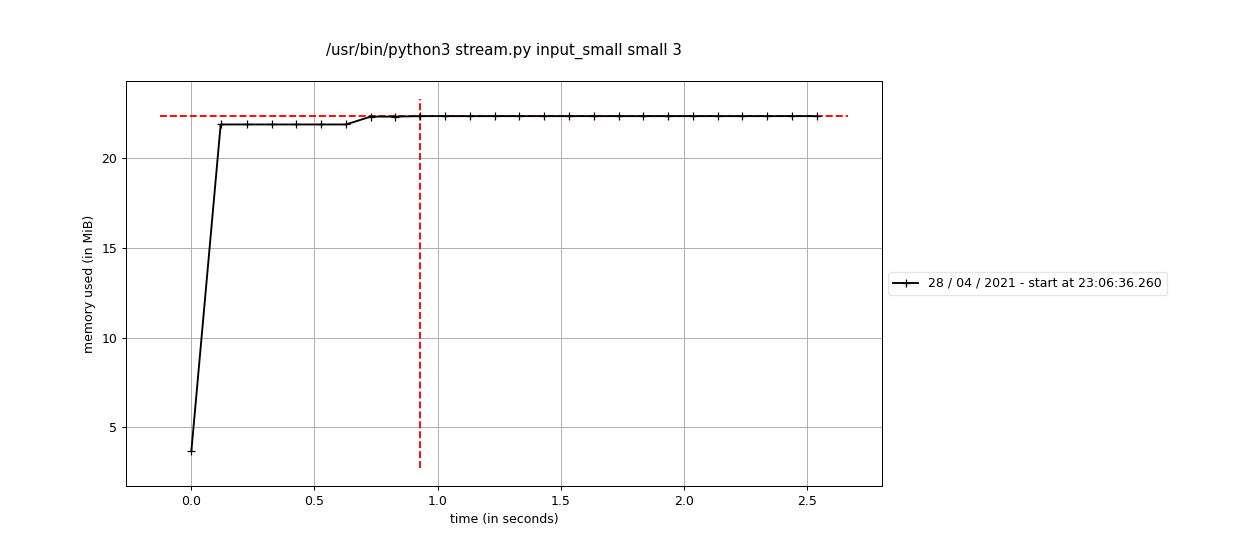 /usr/bin/python3 stream.py input_small small 3
memory used (in MiB)
20
15
10
5
0.0 0.5 1.0 1.5 2.0 2.5
time (in seconds)
28 / 04 / 2021 - start at 23:06:36.260